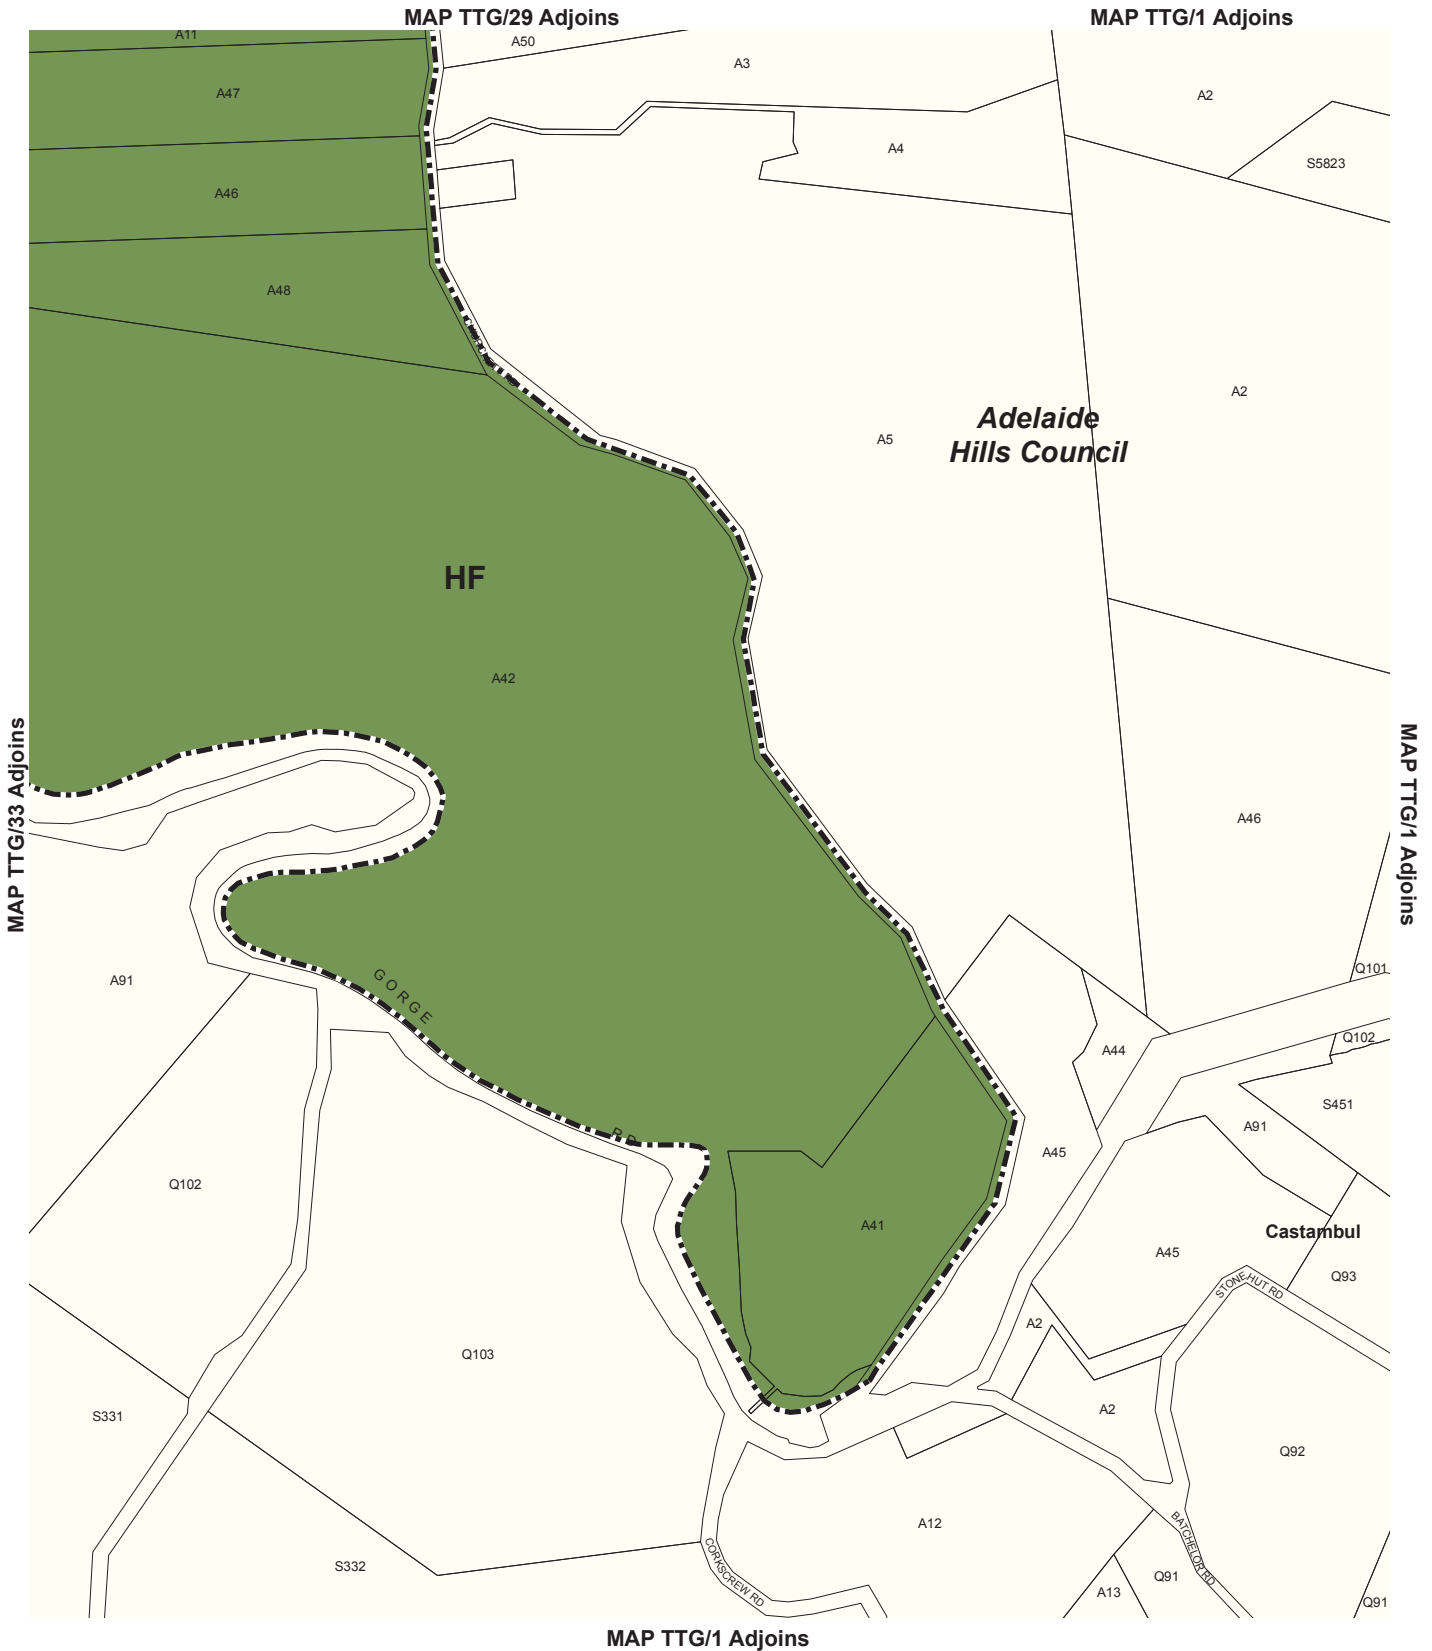 MAP TTG/29 Adjoins
MAP TTG/1 Adjoins
A11
A50
A3
A47
A2
A4
S5823
A46
A48
A2
Adelaide
Hills Council
A5
HF
A42
MAP TTG/33 Adjoins
MAP TTG/1 Adjoins
A46
A91
Q101
GORGE
Q102
A44
S451
A91
RD
A45
Q102
A41
Castambul
A45
Q93
STONEHUT RD
A2
Q103
A2
S331
Q92
A12
BATCHELOR RD
S332
CORKSCREW RD
Q91
A13
Q91
MAP TTG/1 Adjoins